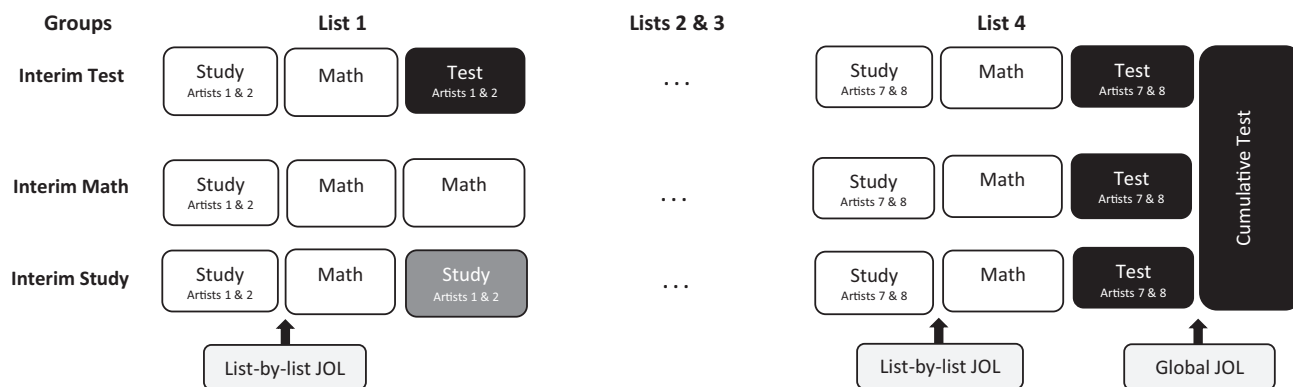 Groups List 1 Lists 2 & 3 List 4
Interim Test
Study Math Test ... Study Math Test
Artists 1 & 2 Artists 1 & 2 Artists 7 & 8 Artists 7 & 8
Interim Math
Study Math Math ... Study Math Test
Artists 1 & 2 Artists 7 & 8 Artists 7 & 8
Interim Study
Study Math Study ... Study Math Test
Artists 1 & 2 Artists 1 & 2 Artists 7 & 8 Artists 7 & 8
Cumulative Test
List-by-list JOL List-by-list JOL Global JOL